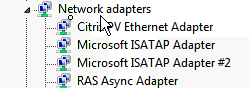 Network adapters
Citrix PV Ethernet Adapter
Microsoft ISATAP Adapter
Microsoft ISATAP Adapter #2
RAS Async Adapter